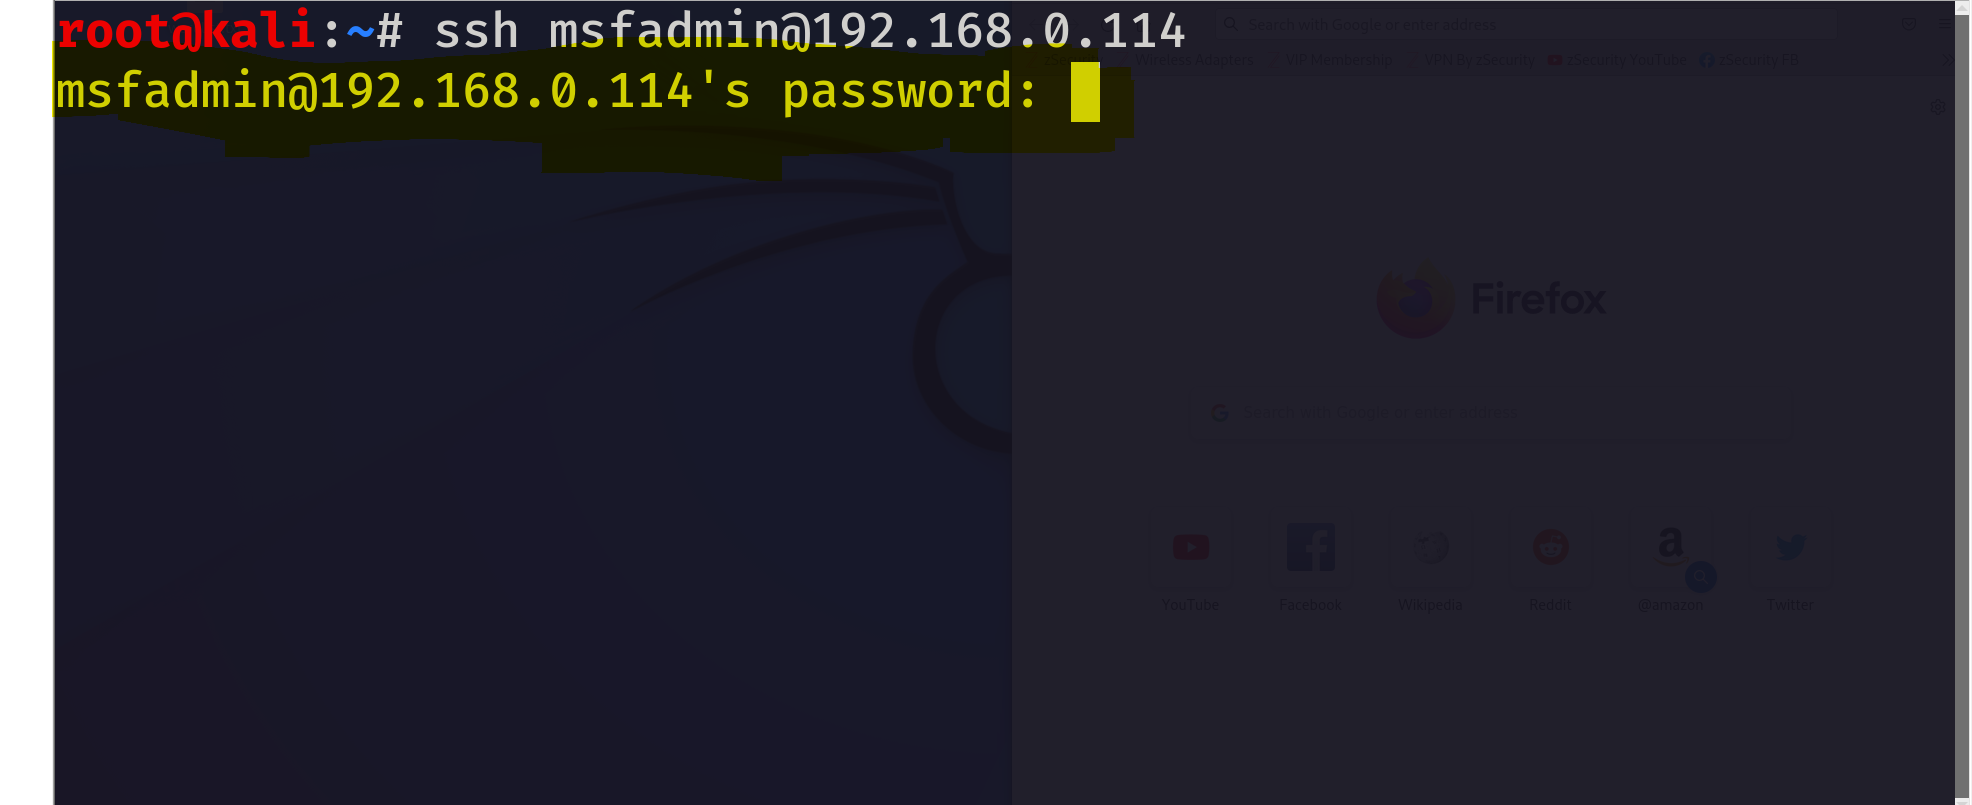 root@kali:~# ssh msfadmin@192.168.0.114
msfadmin@192.168.0.114's password:
Search with Google or enter address
Wireless Adapters VIP Membership VPN By zSecurity zSecurity YouTube zSecurity FB
Firefox
Search with Google or enter address
YouTube Facebook Wikipedia Reddit @amazon Twitter